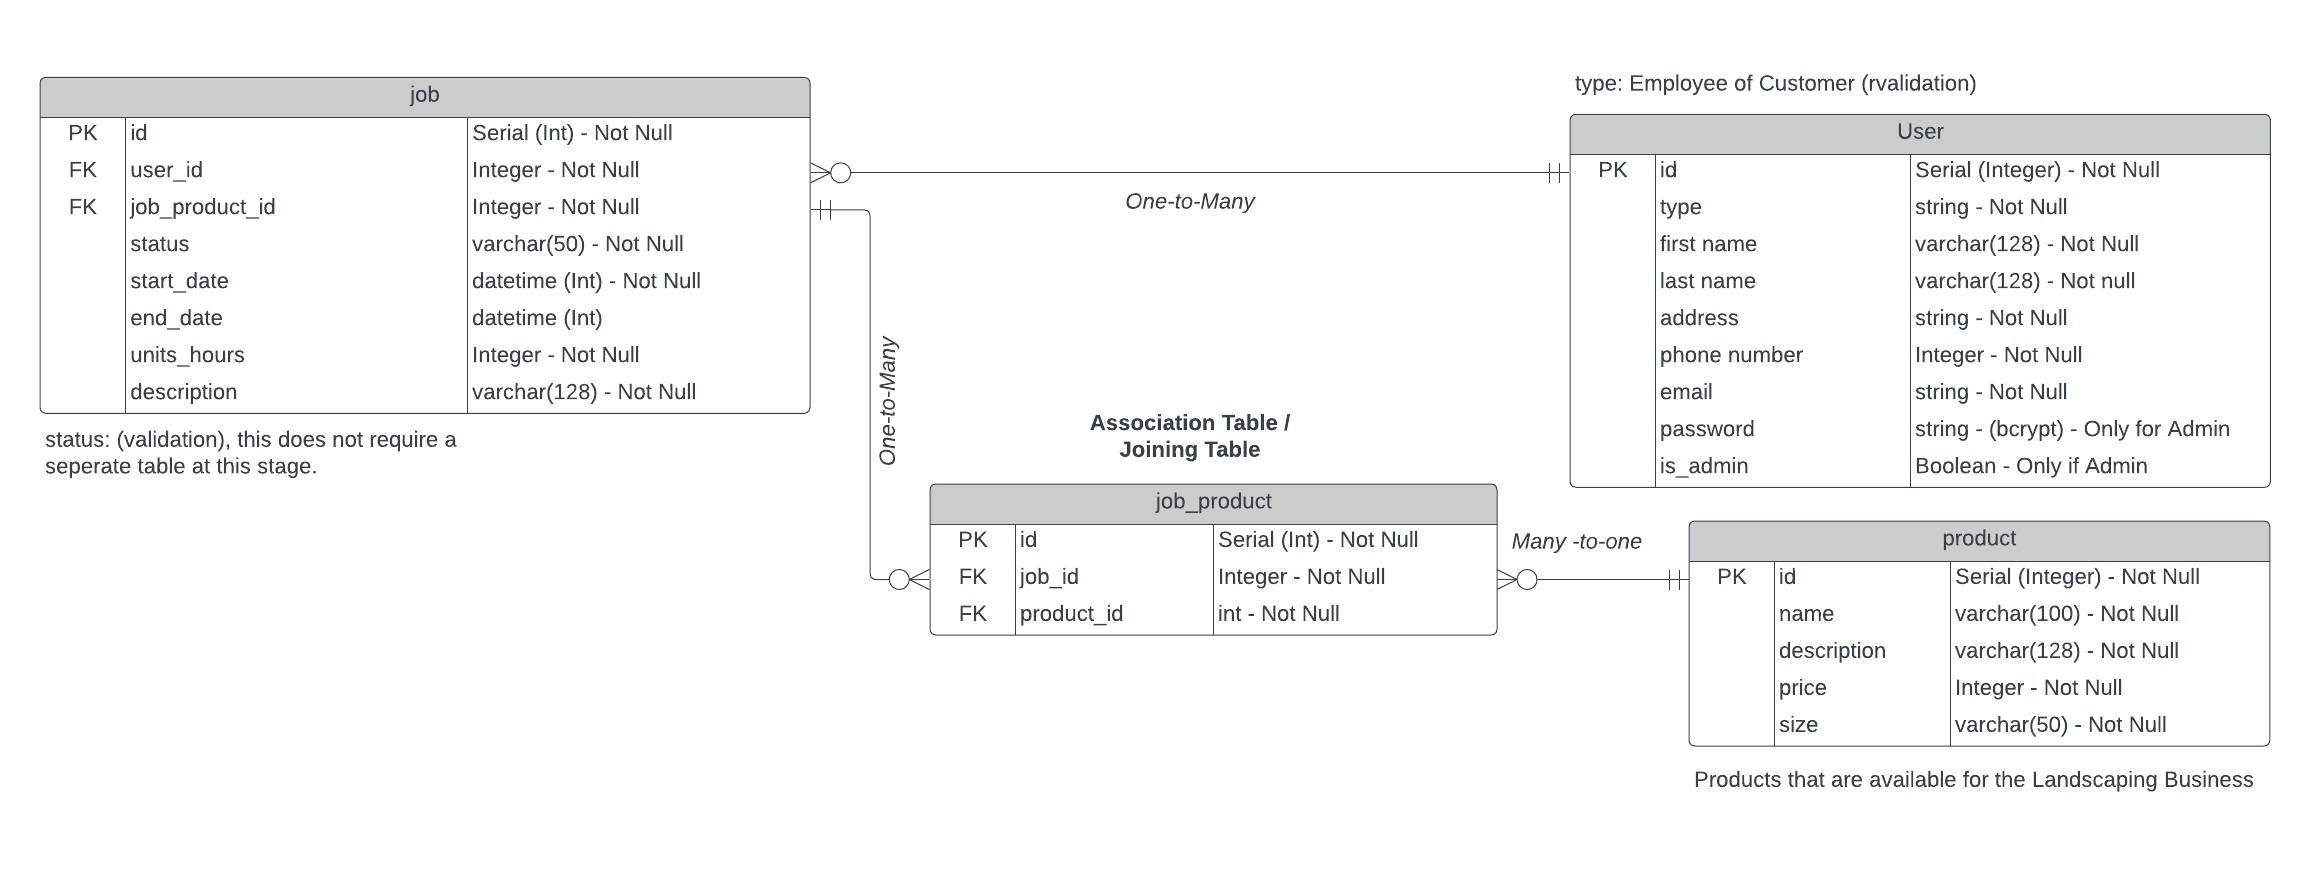 job
PK id Serial (Int) - Not Null
FK user_id Integer - Not Null
FK job_product_id Integer - Not Null
status varchar(50) - Not Null
start_date datetime (Int) - Not Null
end_date datetime (Int)
units_hours Integer - Not Null
description varchar(128) - Not Null
status: (validation), this does not require a
seperate table at this stage.
One-to-Many
type: Employee of Customer (rvalidation)
User
PK id Serial (Integer) - Not Null
type string - Not Null
first name varchar(128) - Not Null
last name varchar(128) - Not null
address string - Not Null
phone number Integer - Not Null
email string - Not Null
password string - (bcrypt) - Only for Admin
is_admin Boolean - Only if Admin
One-to-Many
Association Table /
Joining Table
job_product
PK id Serial (Int) - Not Null
FK job_id Integer - Not Null
FK product_id int - Not Null
Many -to-one
product
PK id Serial (Integer) - Not Null
name varchar(100) - Not Null
description varchar(128) - Not Null
price Integer - Not Null
size varchar(50) - Not Null
Products that are available for the Landscaping Business